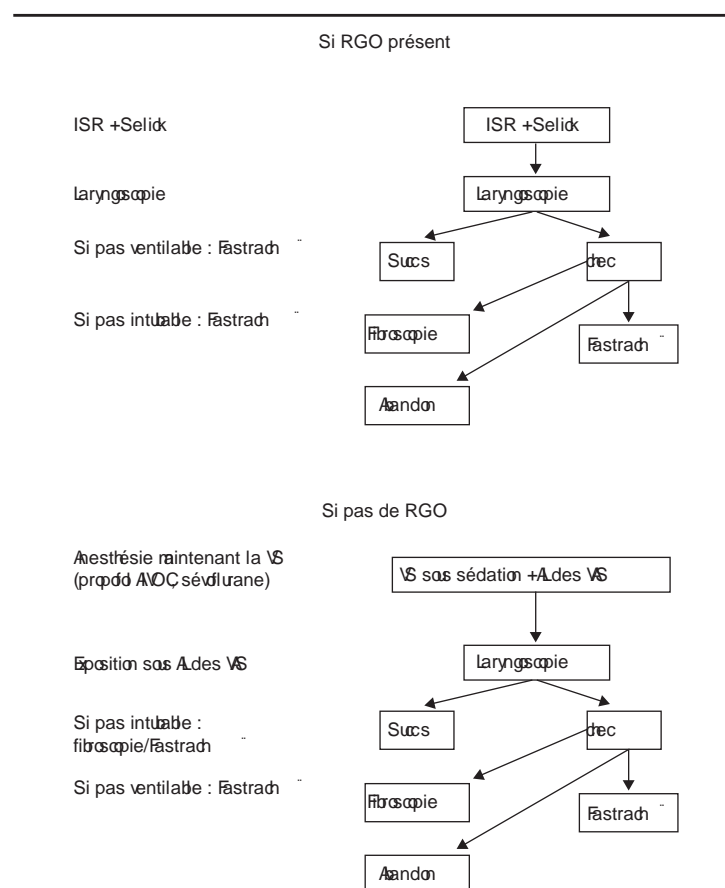 Si RGO présent
ISR +Selick
ISR +Selick
Laryngoscopie
Laryngoscopie
Si pas ventilable : Fastrach ¨
Succs
chec
Si pas intubable : Fastrach ¨
Fibroscopie
Fastrach ¨
Abandon
Si pas de RGO
Anesthésie maintenant la VS
(propofol AIVOC, sévoflurane)
VS sous sédation +AL des VAS
Exposition sous AL des VAS
Laryngoscopie
Si pas intubable :
fibroscopie/Fastrach ¨
Succs
chec
Si pas ventilable : Fastrach ¨
Fibroscopie
Fastrach ¨
Abandon